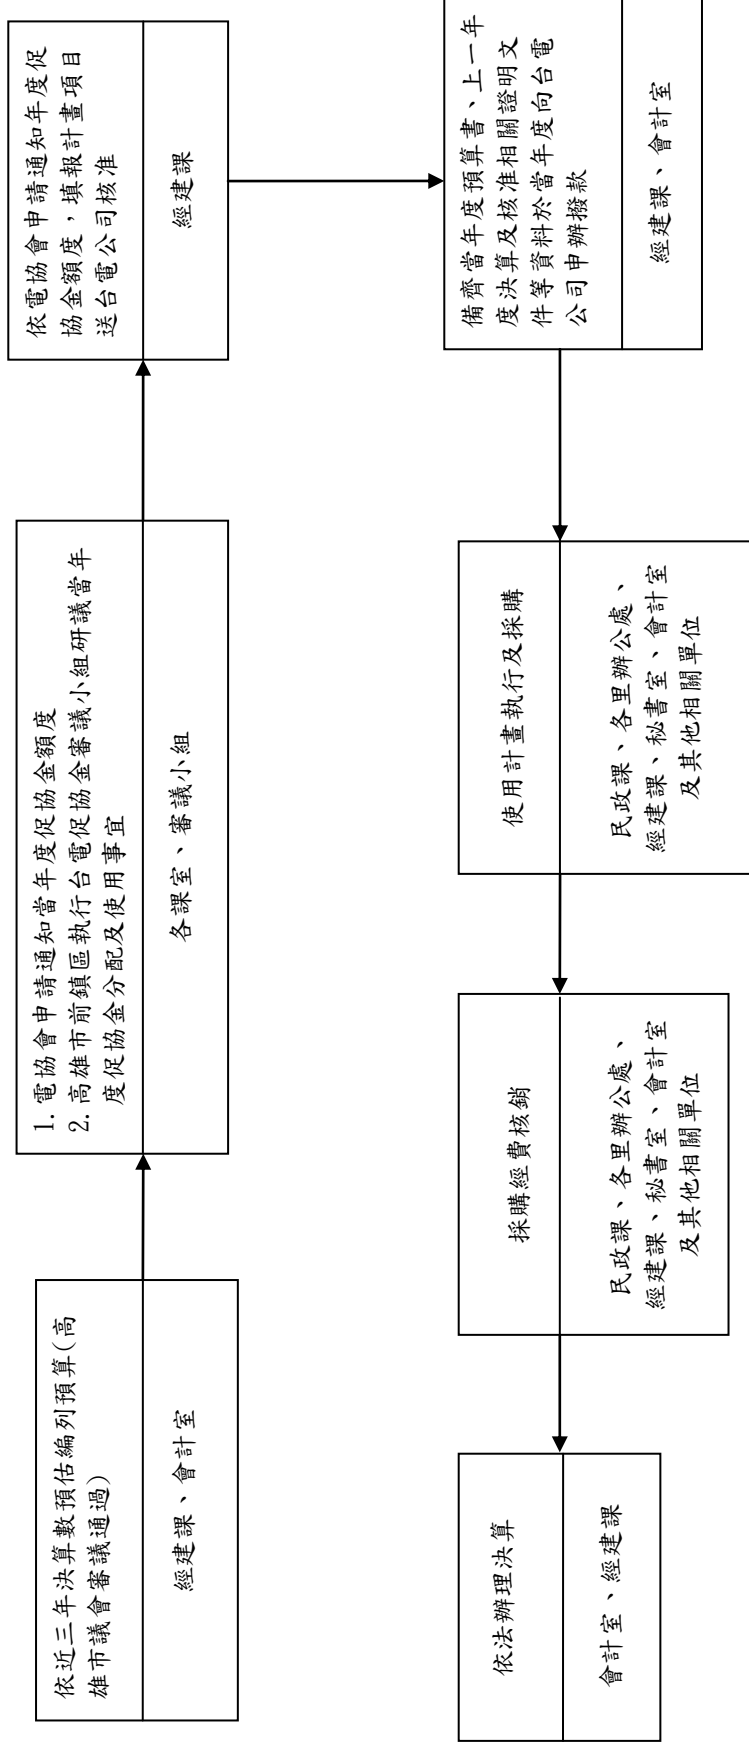 依近三年決算數預估編列預算(高
雄市議會審議通過)
經建課、會計室
1. 電協會申請通知當年度促協金額度
2. 高雄市前鎮區執行台電促協金審議小組研議當年
度促協金分配及使用事宜
各課室、審議小組
依電協會申請通知年度促
協金額度，填報計畫項目
送台電公司核准
經建課
備齊當年度預算書、上一年
度決算及核准相關證明文
件等資料於當年度向台電
公司申辦撥款
經建課、會計室
使用計畫執行及採購
民政課、各里辦公處、
經建課、秘書室、會計室
及其他相關單位
採購經費核銷
民政課、各里辦公處、
經建課、秘書室、會計室
及其他相關單位
依法辦理決算
會計室、經建課